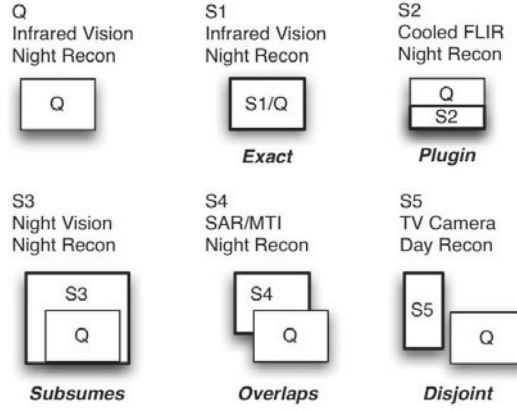 Q
Infrared Vision
Night Recon
Q
S1
Infrared Vision
Night Recon
S1/Q
Exact
S2
Cooled FLIR
Night Recon
Q
S2
Plugin
S3
Night Vision
Night Recon
S3
Q
Subsumes
S4
SAR/MTI
Night Recon
S4
Q
Overlaps
S5
TV Camera
Day Recon
S5
Q
Disjoint